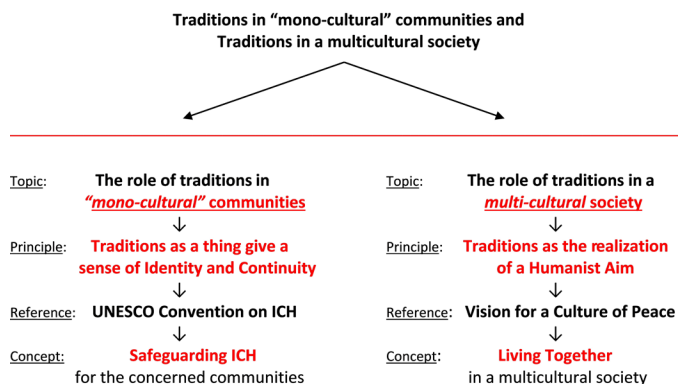 Traditions in “mono-cultural” communities and
Traditions in a multicultural society
Topic: The role of traditions in
“mono-cultural” communities
Principle: Traditions as a thing give a
sense of Identity and Continuity
Reference: UNESCO Convention on ICH
Concept: Safeguarding ICH
for the concerned communities
Topic: The role of traditions in a
multi-cultural society
Principle: Traditions as the realization
of a Humanist Aim
Reference: Vision for a Culture of Peace
Concept: Living Together
in a multicultural society